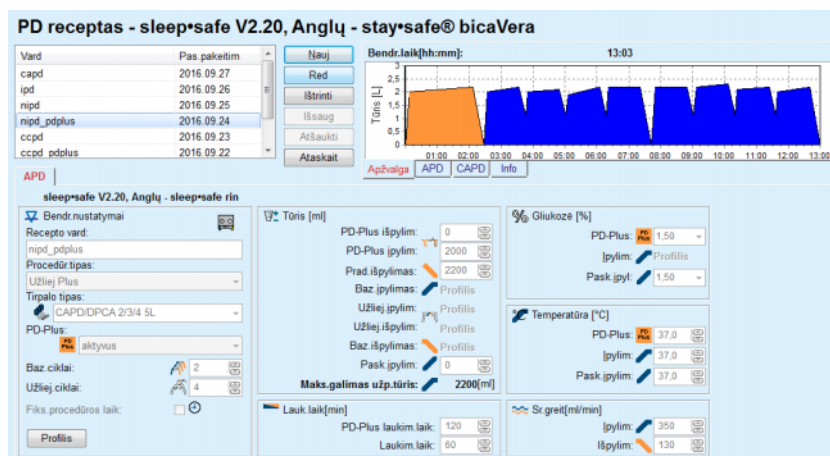 PD receptas - sleep•safe V2.20, Anglų - stay•safe® bicaVera
Vard Pas.pakeitim
capd 2016.09.27
ipd 2016.09.26
nipd 2016.09.25
nipd_pdplus 2016.09.24
ccpd 2016.09.23
ccpd_pdplus 2016.09.22
Nauj
Red
Ištrinti
Išsaug
Atšaukti
Ataskait
Bendr.laik[hh:mm]: 13:03
Tūris [L]
3
2,5
2
1,5
1
0,5
0
01:00 02:00 03:00 04:00 05:00 06:00 07:00 08:00 09:00 10:00 11:00 12:00 13:00
Apžvalga APD CAPD Info
APD
sleep•safe V2.20, Anglų - sleep•safe rin
Bendr.nustatymai
Recepto vard:
nipd_pdplus
Procedūr.tipas:
Užliej Plus
Tirpalo tipas:
CAPD/DPCA 2/3/4 5L
PD-Plus:
PD Plus aktyvus
Baz.ciklai: 2
Užliej.ciklai: 4
Fiks.procedūros laik:
Profilis
Tūris [ml]
PD-Plus išpylim: 0
PD-Plus įpylim: 2000
Prad.išpylimas: 2200
Baz.įpylimas: Profilis
Užliej.įpylim: Profilis
Užliej.išpylim: Profilis
Baz.išpylimas: Profilis
Pask.įpylim: 0
Maks.galimas užp.tūris: 2200[ml]
Lauk.laik[min]
PD-Plus laukim.laik: 120
Laukim.laik: 60
% Gliukozė [%]
PD-Plus: PD Plus 1,50
Įpylim: Profilis
Pask.įpyl: 1,50
°C Temperatūra [°C]
PD-Plus: PD Plus 37,0
Įpylim: 37,0
Pask.įpylim: 37,0
Sr.greit[ml/min]
Įpylim: 350
Išpylim: 130